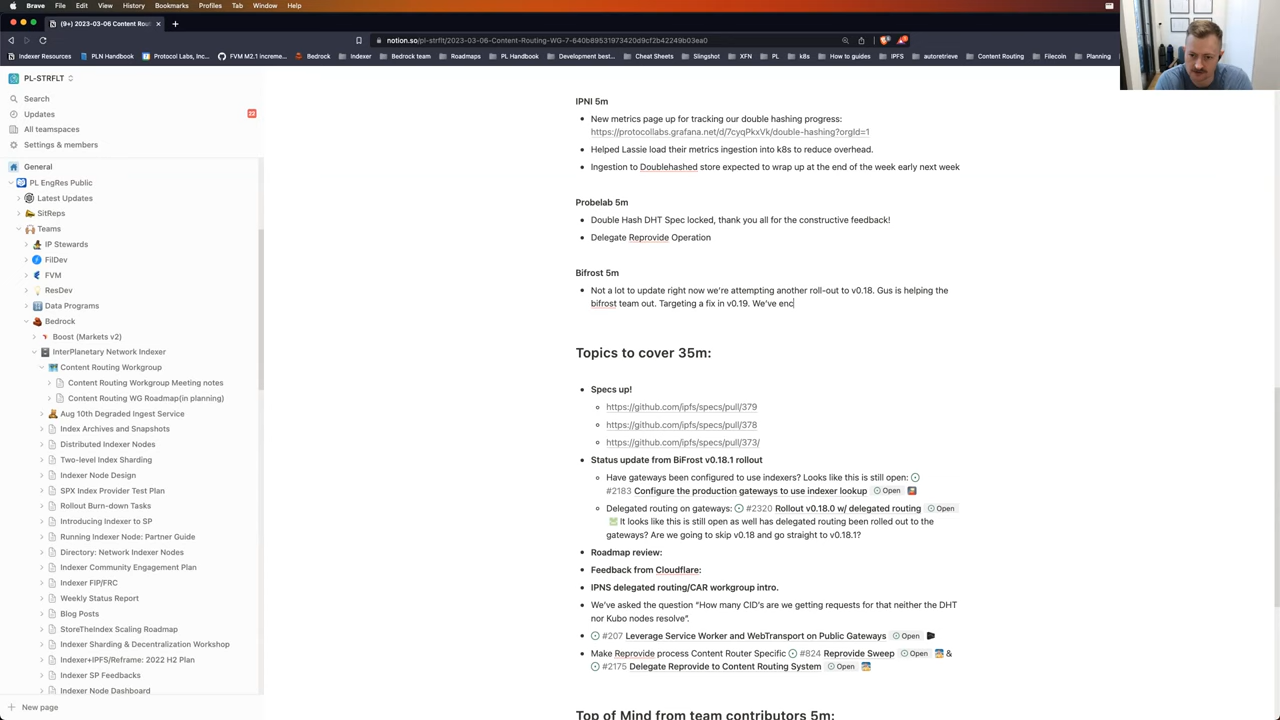 Brave File Edit View History Bookmarks Profiles Tab Window Help
(9+) 2023-03-06 Content Rou
notion.so/pl-strflt/2023-03-06-Content-Routing-WG-7-640b89531973420d9cf2b42249b03ea0
Indexer Resources PLN Handbook Protocol Labs, Inc... FVM M2.1 increme... Bedrock Indexer Bedrock team Roadmaps PL Handbook Development best... Cheat Sheets Slingshot XFN PL k8s How to guides IPFS autoretrieve Content Routing Filecoin Planning
PL-STRFLT
Search
Updates 22
All teamspaces
Settings & members
General
PL EngRes Public
Latest Updates
SitReps
Teams
IP Stewards
FilDev
FVM
ResDev
Data Programs
Bedrock
Boost (Markets v2)
InterPlanetary Network Indexer
Content Routing Workgroup
Content Routing Workgroup Meeting notes
Content Routing WG Roadmap(in planning)
Aug 10th Degraded Ingest Service
Index Archives and Snapshots
Distributed Indexer Nodes
Two-level Index Sharding
Indexer Node Design
SPX Index Provider Test Plan
Rollout Burn-down Tasks
Introducing Indexer to SP
Running Indexer Node: Partner Guide
Directory: Network Indexer Nodes
Indexer Community Engagement Plan
Indexer FIP/FRC
Weekly Status Report
Blog Posts
StoreTheIndex Scaling Roadmap
Indexer Sharding & Decentralization Workshop
Indexer+IPFS/Reframe: 2022 H2 Plan
Indexer SP Feedbacks
Indexer Node Dashboard
New page
IPNI 5m
New metrics page up for tracking our double hashing progress:
https://protocollabs.grafana.net/d/7cyqPkxVk/double-hashing?orgId=1
Helped Lassie load their metrics ingestion into k8s to reduce overhead.
Ingestion to Doublehashed store expected to wrap up at the end of the week early next week
Probelab 5m
Double Hash DHT Spec locked, thank you all for the constructive feedback!
Delegate Reprovide Operation
Bifrost 5m
Not a lot to update right now we're attempting another roll-out to v0.18. Gus is helping the
bifrost team out. Targeting a fix in v0.19. We've enc
Topics to cover 35m:
Specs up!
https://github.com/ipfs/specs/pull/379
https://github.com/ipfs/specs/pull/378
https://github.com/ipfs/specs/pull/373/
Status update from BiFrost v0.18.1 rollout
Have gateways been configured to use indexers? Looks like this is still open:
#2183 Configure the production gateways to use indexer lookup Open
Delegated routing on gateways: #2320 Rollout v0.18.0 w/ delegated routing Open
It looks like this is still open as well has delegated routing been rolled out to the
gateways? Are we going to skip v0.18 and go straight to v0.18.1?
Roadmap review:
Feedback from Cloudflare:
IPNS delegated routing/CAR workgroup intro.
We've asked the question "How many CID's are we getting requests for that neither the DHT
nor Kubo nodes resolve".
#207 Leverage Service Worker and WebTransport on Public Gateways Open
Make Reprovide process Content Router Specific #824 Reprovide Sweep Open &
#2175 Delegate Reprovide to Content Routing System Open
Top of Mind from team contributors 5m: